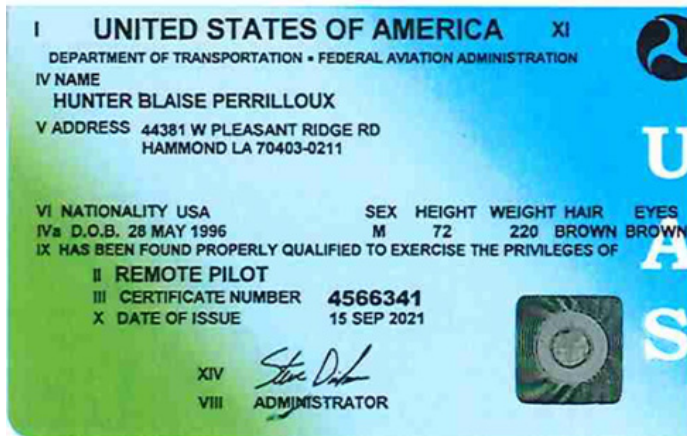 I UNITED STATES OF AMERICA XI
DEPARTMENT OF TRANSPORTATION • FEDERAL AVIATION ADMINISTRATION
IV NAME
HUNTER BLAISE PERRILLOUX
V ADDRESS 44381 W PLEASANT RIDGE RD
HAMMOND LA 70403-0211
VI NATIONALITY USA SEX HEIGHT WEIGHT HAIR EYES
IVa D.O.B. 28 MAY 1996 M 72 220 BROWN BROWN
IX HAS BEEN FOUND PROPERLY QUALIFIED TO EXERCISE THE PRIVILEGES OF
II REMOTE PILOT
III CERTIFICATE NUMBER 4566341
X DATE OF ISSUE 15 SEP 2021
XIV
VIII ADMINISTRATOR
UAS